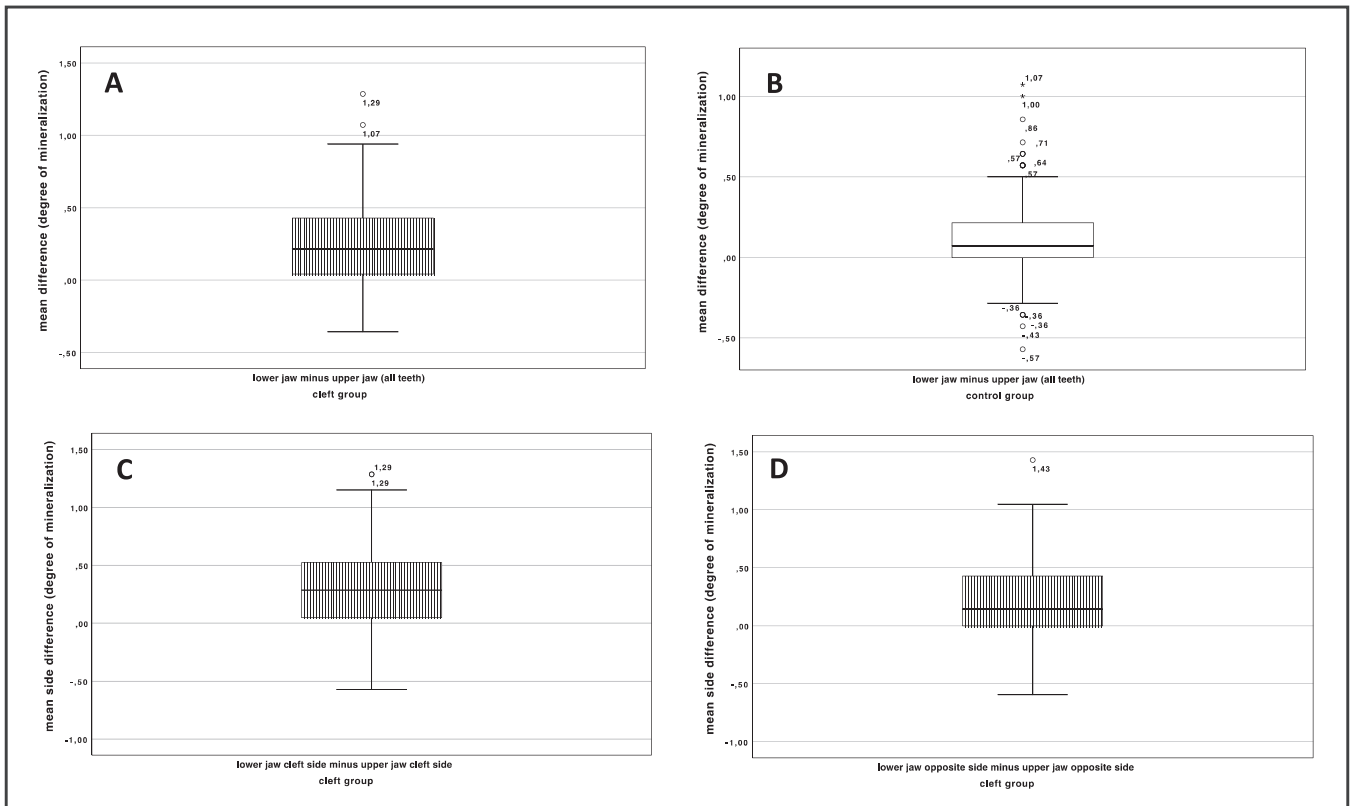 A
mean difference (degree of mineralization)
1,50
1,00
,50
,00
-,50
1,29
1,07
lower jaw minus upper jaw (all teeth)
cleft group
B
mean difference (degree of mineralization)
1,00
,50
,00
-,50
1,07
1,00
,86
,71
,57
,64
,57
-,36
-,36
-,36
-,43
-,57
lower jaw minus upper jaw (all teeth)
control group
C
mean side difference (degree of mineralization)
1,50
1,00
,50
,00
-,50
-1,00
1,29
1,29
lower jaw cleft side minus upper jaw cleft side
cleft group
D
mean side difference (degree of mineralization)
1,50
1,00
,50
,00
-,50
-1,00
1,43
lower jaw opposite side minus upper jaw opposite side
cleft group